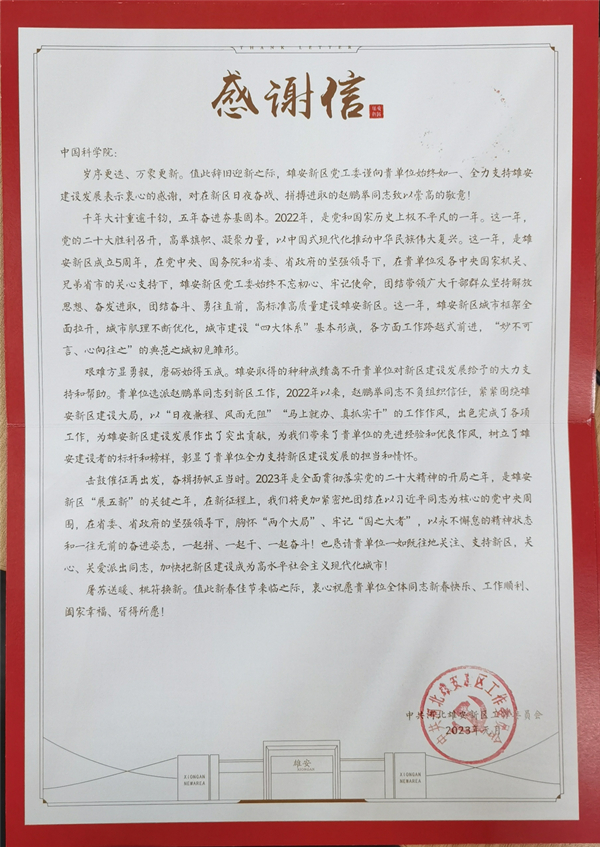 THANK LETTER
感谢信
中国科学院：
岁序更迭、万象更新。值此辞旧迎新之际，雄安新区党工委谨向贵单位始终如一、全力支持雄安
建设发展表示衷心的感谢，对在新区日夜奋战、拼搏进取的赵鹏举同志致以崇高的敬意！
千年大计重逾千钧，五年奋进夯基固本。2022年，是党和国家历史上极不平凡的一年。这一年，
党的二十大胜利召开，高举旗帜、凝聚力量，以中国式现代化推动中华民族伟大复兴。这一年，是雄
安新区成立5周年，在党中央、国务院和省委、省政府的坚强领导下，在贵单位及各中央国家机关、
兄弟省市的关心支持下，雄安新区党工委始终不忘初心、牢记使命，团结带领广大干部群众坚持解放
思想、奋发进取，团结奋斗、勇往直前，高标准高质量建设雄安新区。这一年，雄安新区城市框架全
面拉开，城市肌理不断优化，城市建设“四大体系”基本形成，各方面工作跨越式前进，“妙不可
言、心向往之”的典范之城初见雏形。
艰难方显勇毅，磨砺始得玉成。雄安取得的种种成绩离不开贵单位对新区建设发展给予的大力支
持和帮助。贵单位选派赵鹏举同志到新区工作，2022年以来，赵鹏举同志不负组织信任，紧紧围绕雄
安新区建设大局，以“日夜兼程、风雨无阻”“马上就办、真抓实干”的工作作风，出色完成了各项
工作，为雄安新区建设发展作出了突出贡献，为我们带来了贵单位的先进经验和优良作风，树立了雄
安建设者的标杆和榜样，彰显了贵单位全力支持新区建设发展的担当和情怀。
击鼓催征再出发，奋楫扬帆正当时。2023年是全面贯彻落实党的二十大精神的开局之年，是雄安
新区“展五新”的关键之年，在新征程上，我们将更加紧密地团结在以习近平同志为核心的党中央周
围，在省委、省政府的坚强领导下，胸怀“两个大局”、牢记“国之大者”，以永不懈怠的精神状态
和一往无前的奋进姿态，一起拼、一起干、一起奋斗！也恳请贵单位一如既往地关注、支持新区，关
心、关爱派出同志，加快把新区建设成为高水平社会主义现代化城市！
屠苏送暖、桃符换新。值此新春佳节来临之际，衷心祝愿贵单位全体同志新春快乐、工作顺利、
阖家幸福、皆得所愿！
中共河北雄安新区工作委员会
2023年元月
雄安
XIONGAN
XIONGAN
NEWAREA
XIONGAN
NEWAREA